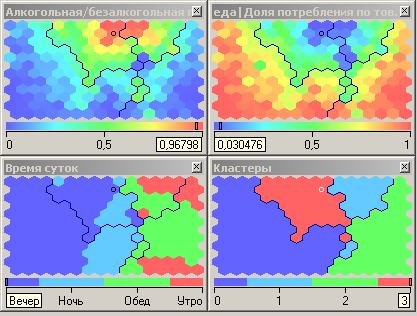 Алкогольная/безалкогольная
еда|Доля потребления по тов
0 0,5 0,96798
0,030476 0,5 1
Время суток
Кластеры
Вечер Ночь Обед Утро
0 1 2 3